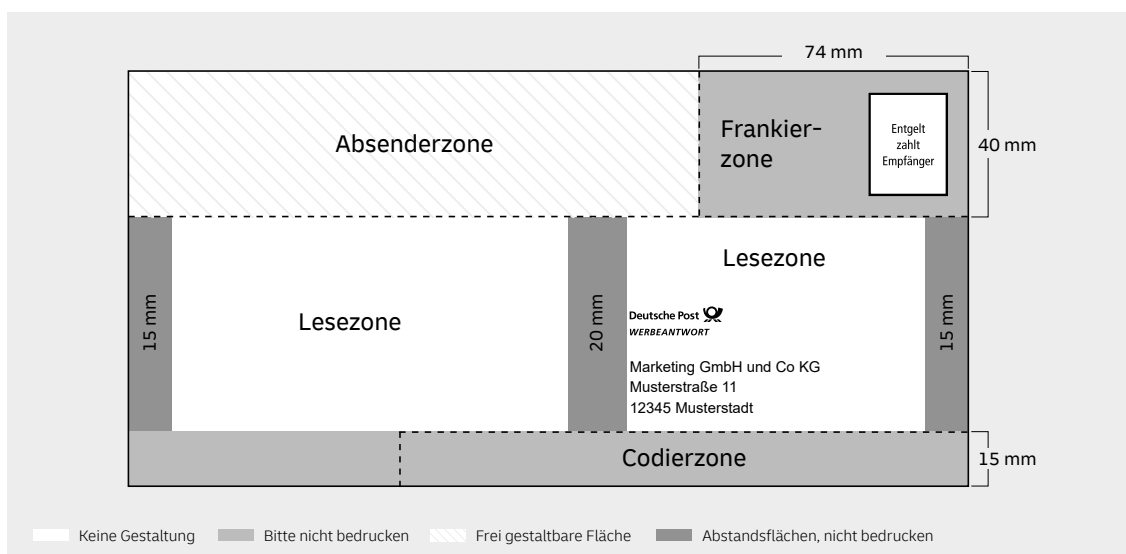 74 mm
Absenderzone
Frankier-
zone
Entgelt
zahlt
Empfänger
40 mm
15 mm
Lesezone
20 mm
Lesezone
Deutsche Post
WERBEANTWORT
Marketing GmbH und Co KG
Musterstraße 11
12345 Musterstadt
15 mm
Codierzone
15 mm
Keine Gestaltung
Bitte nicht bedrucken
Frei gestaltbare Fläche
Abstandsflächen, nicht bedrucken